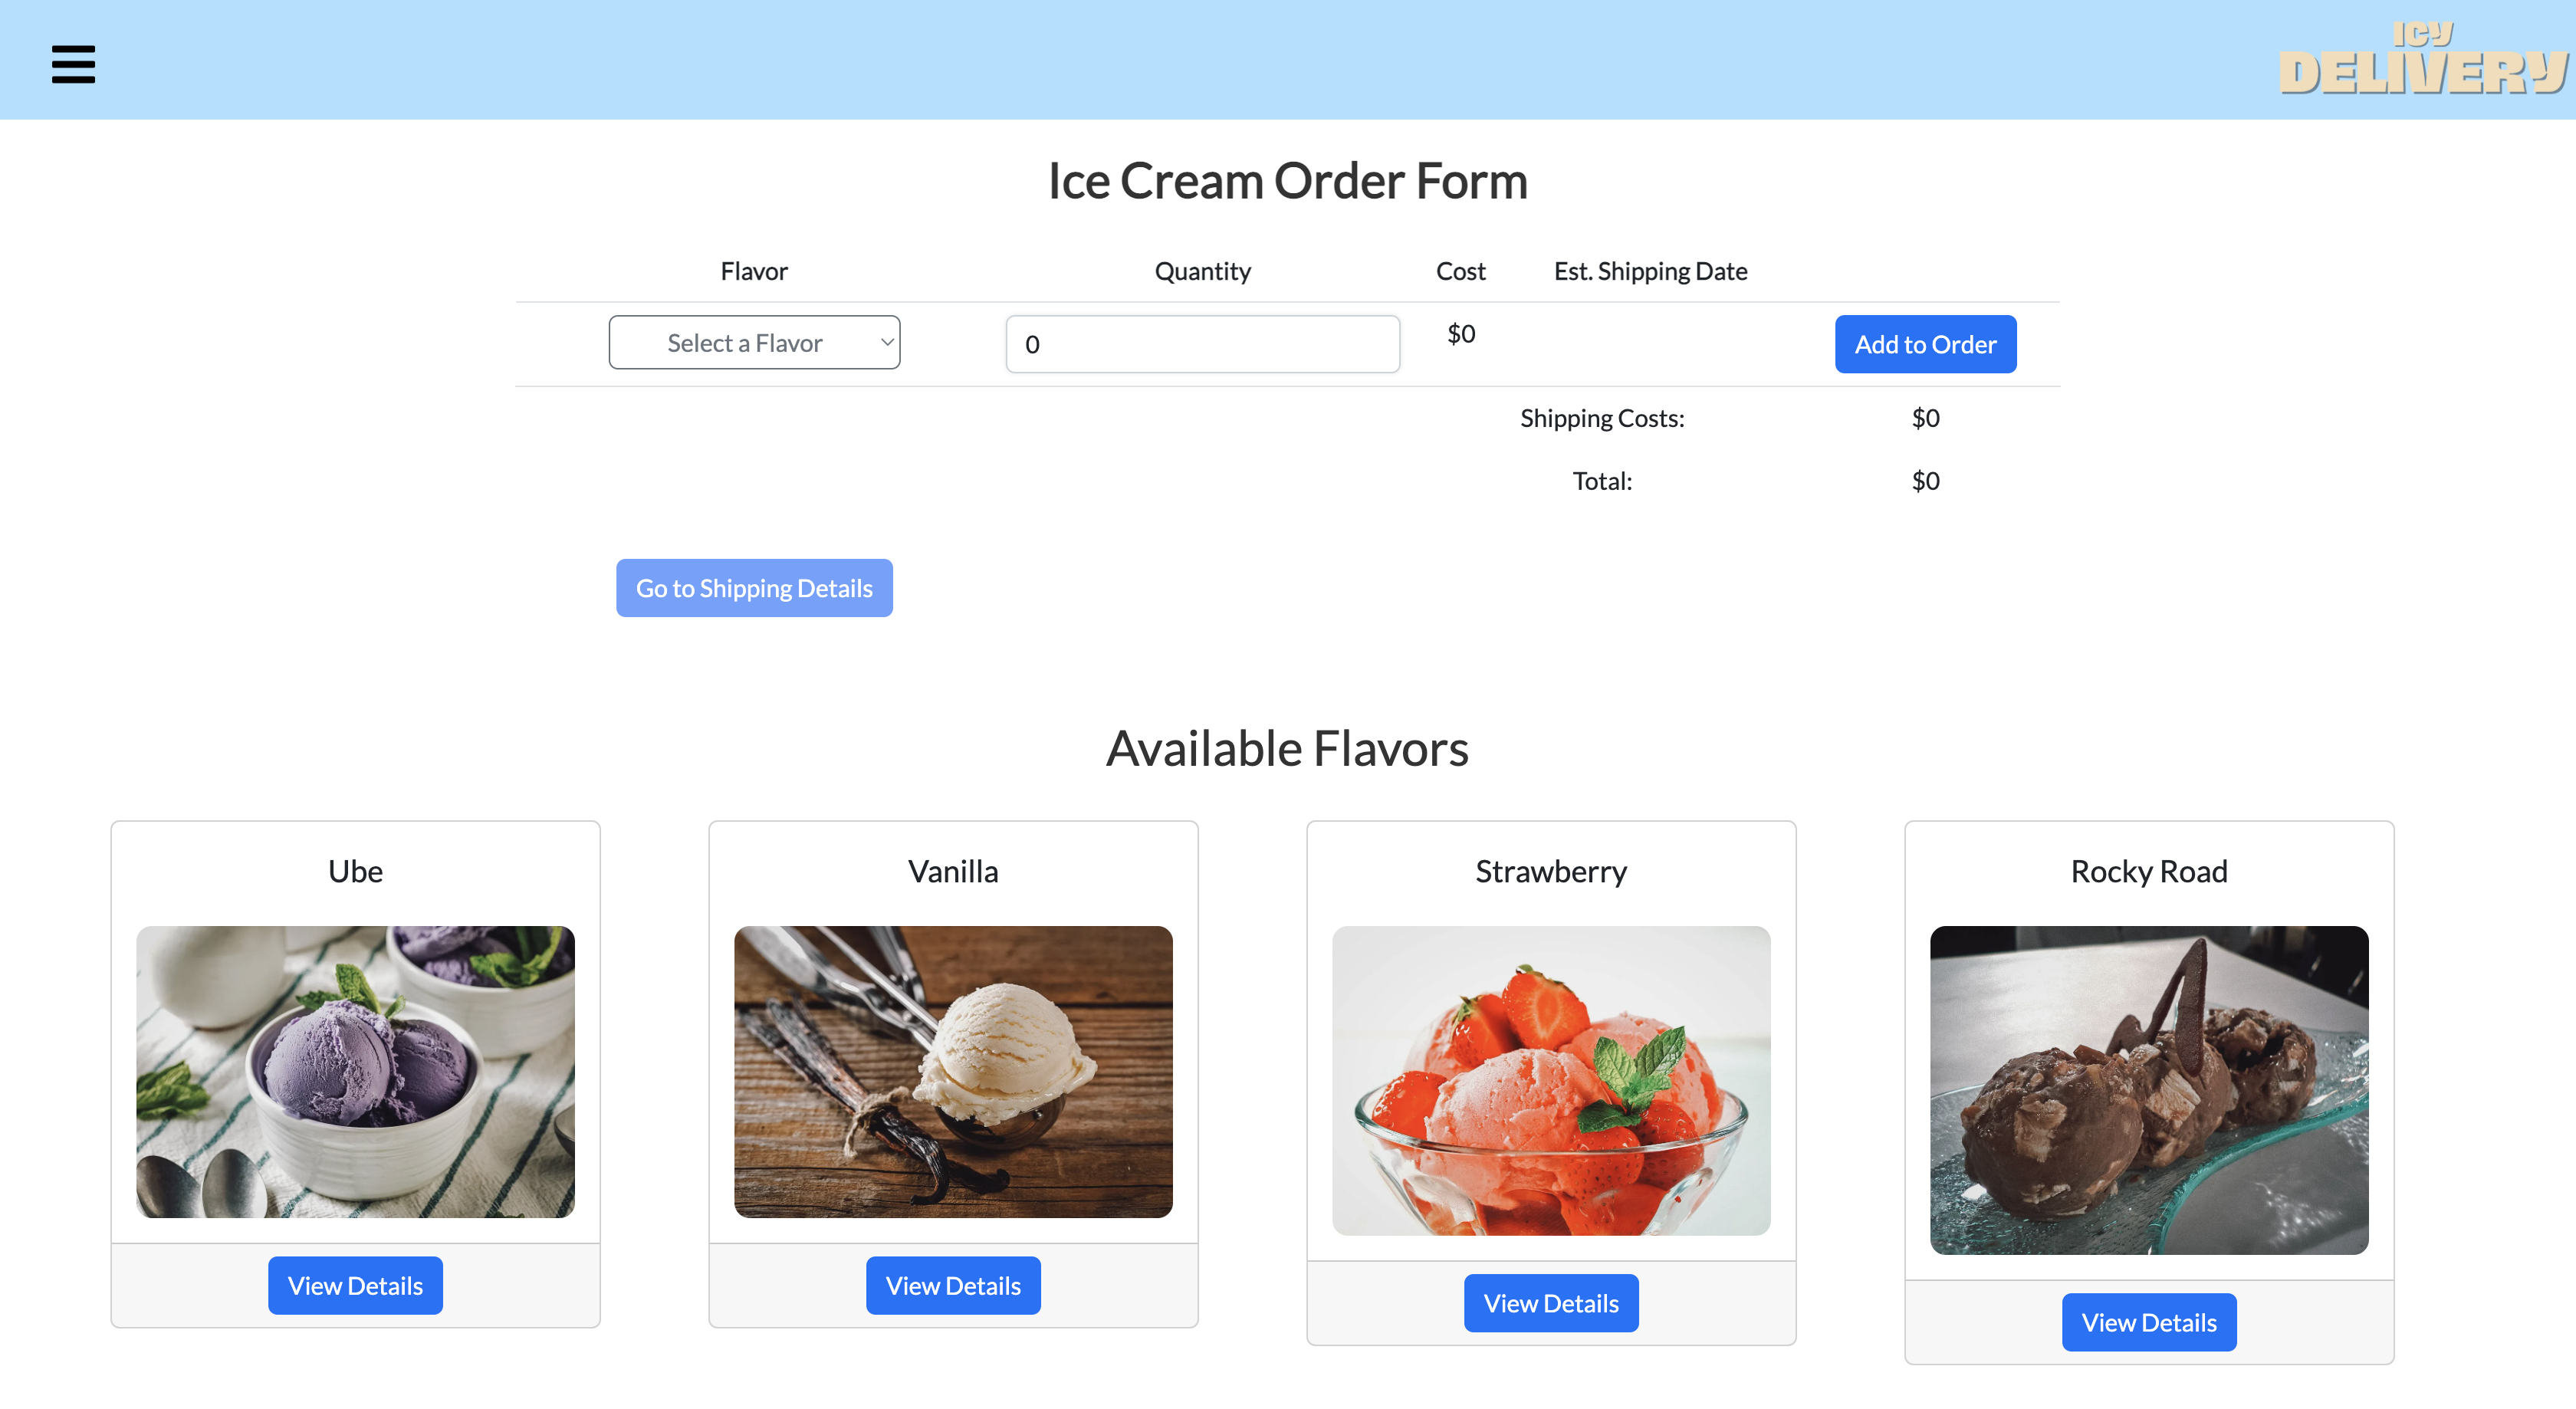 ICY
DELIVERY
Ice Cream Order Form
Flavor Quantity Cost Est. Shipping Date
Select a Flavor 0 $0 Add to Order
Shipping Costs: $0
Total: $0
Go to Shipping Details
Available Flavors
Ube Vanilla Strawberry Rocky Road
View Details View Details View Details View Details